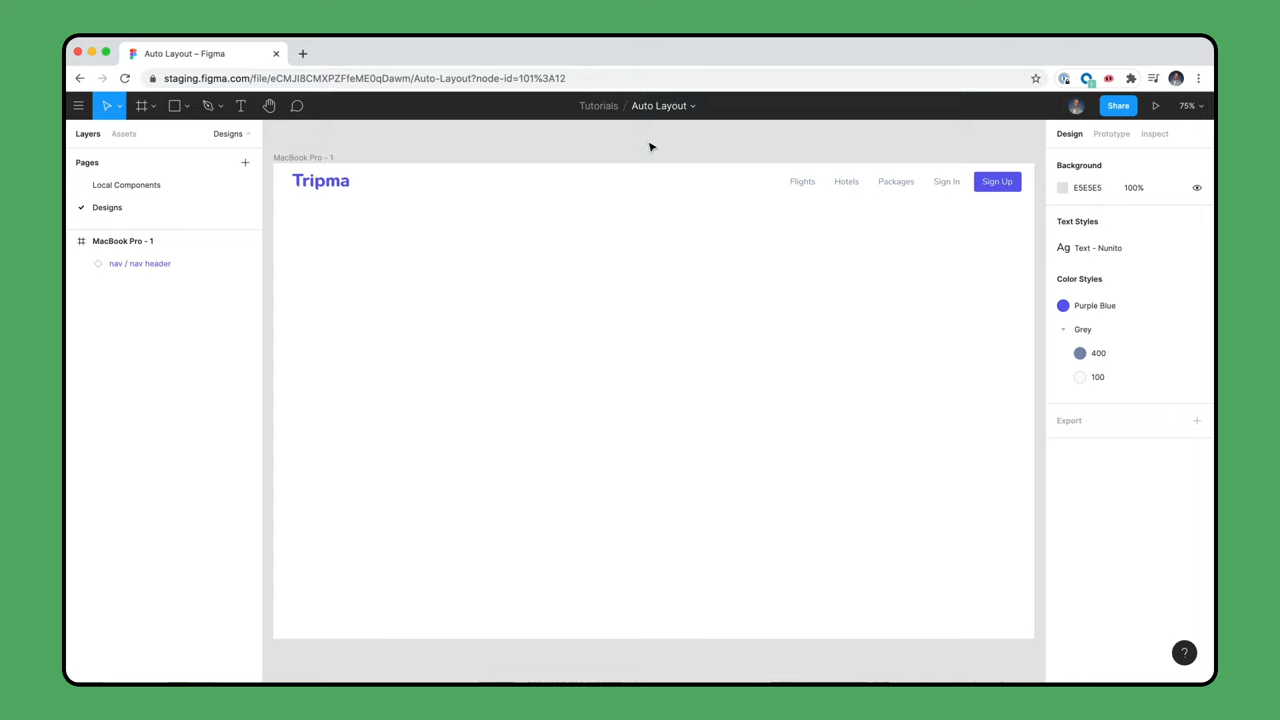 Auto Layout – Figma
staging.figma.com/file/eCMJI8CMXPZFfeME0qDawm/Auto-Layout?node-id=101%3A12
Tutorials / Auto Layout
Share
75%
Layers Assets Designs
Pages
Local Components
Designs
MacBook Pro - 1
nav / nav header
MacBook Pro - 1
Tripma
Flights Hotels Packages Sign In Sign Up
Design Prototype Inspect
Background
E5E5E5 100%
Text Styles
Ag Text - Nunito
Color Styles
Purple Blue
Grey
400
100
Export
?